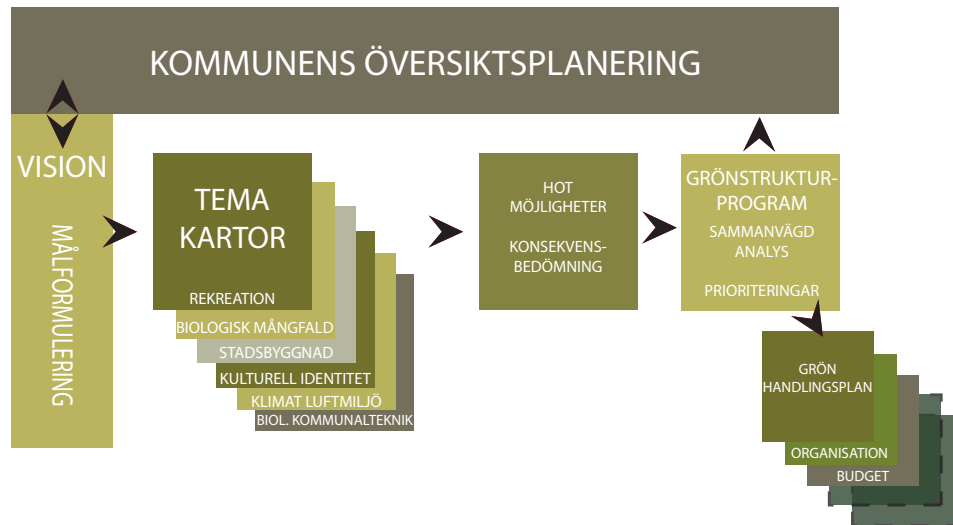 KOMMUNENS ÖVERSIKTSPLANERING
VISION
MÅLFORMULERING
TEMA
KARTOR
REKREATION
BIOLOGISK MÅNGFALD
STADSBYGGNAD
KULTURELL IDENTITET
KLIMAT LUFTMILJÖ
BIOL. KOMMUNALTEKNIK
HOT
MÖJLIGHETER
KONSEKVENS-
BEDÖMNING
GRÖNSTRUKTUR-
PROGRAM
SAMMANVÄGD
ANALYS
PRIORITERINGAR
GRÖN
HANDLINGSPLAN
ORGANISATION
BUDGET